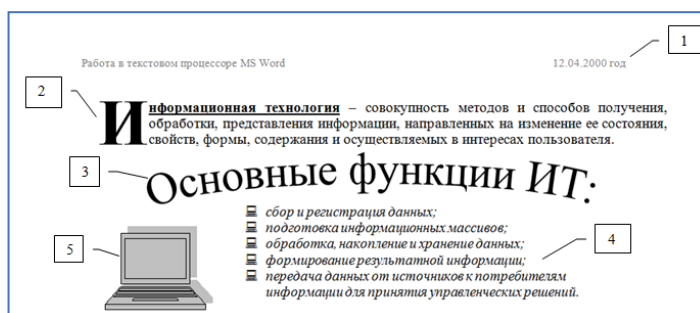 1
Работа в текстовом процессоре MS Word 12.04.2000 год
2
Информационная технология – совокупность методов и способов получения,
обработки, представления информации, направленных на изменение ее состояния,
свойств, формы, содержания и осуществляемых в интересах пользователя.
3
Основные функции ИТ:
сбор и регистрация данных;
подготовка информационных массивов;
обработка, накопление и хранение данных;
4
5
формирование результатной информации;
передача данных от источников к потребителям
информации для принятия управленческих решений.